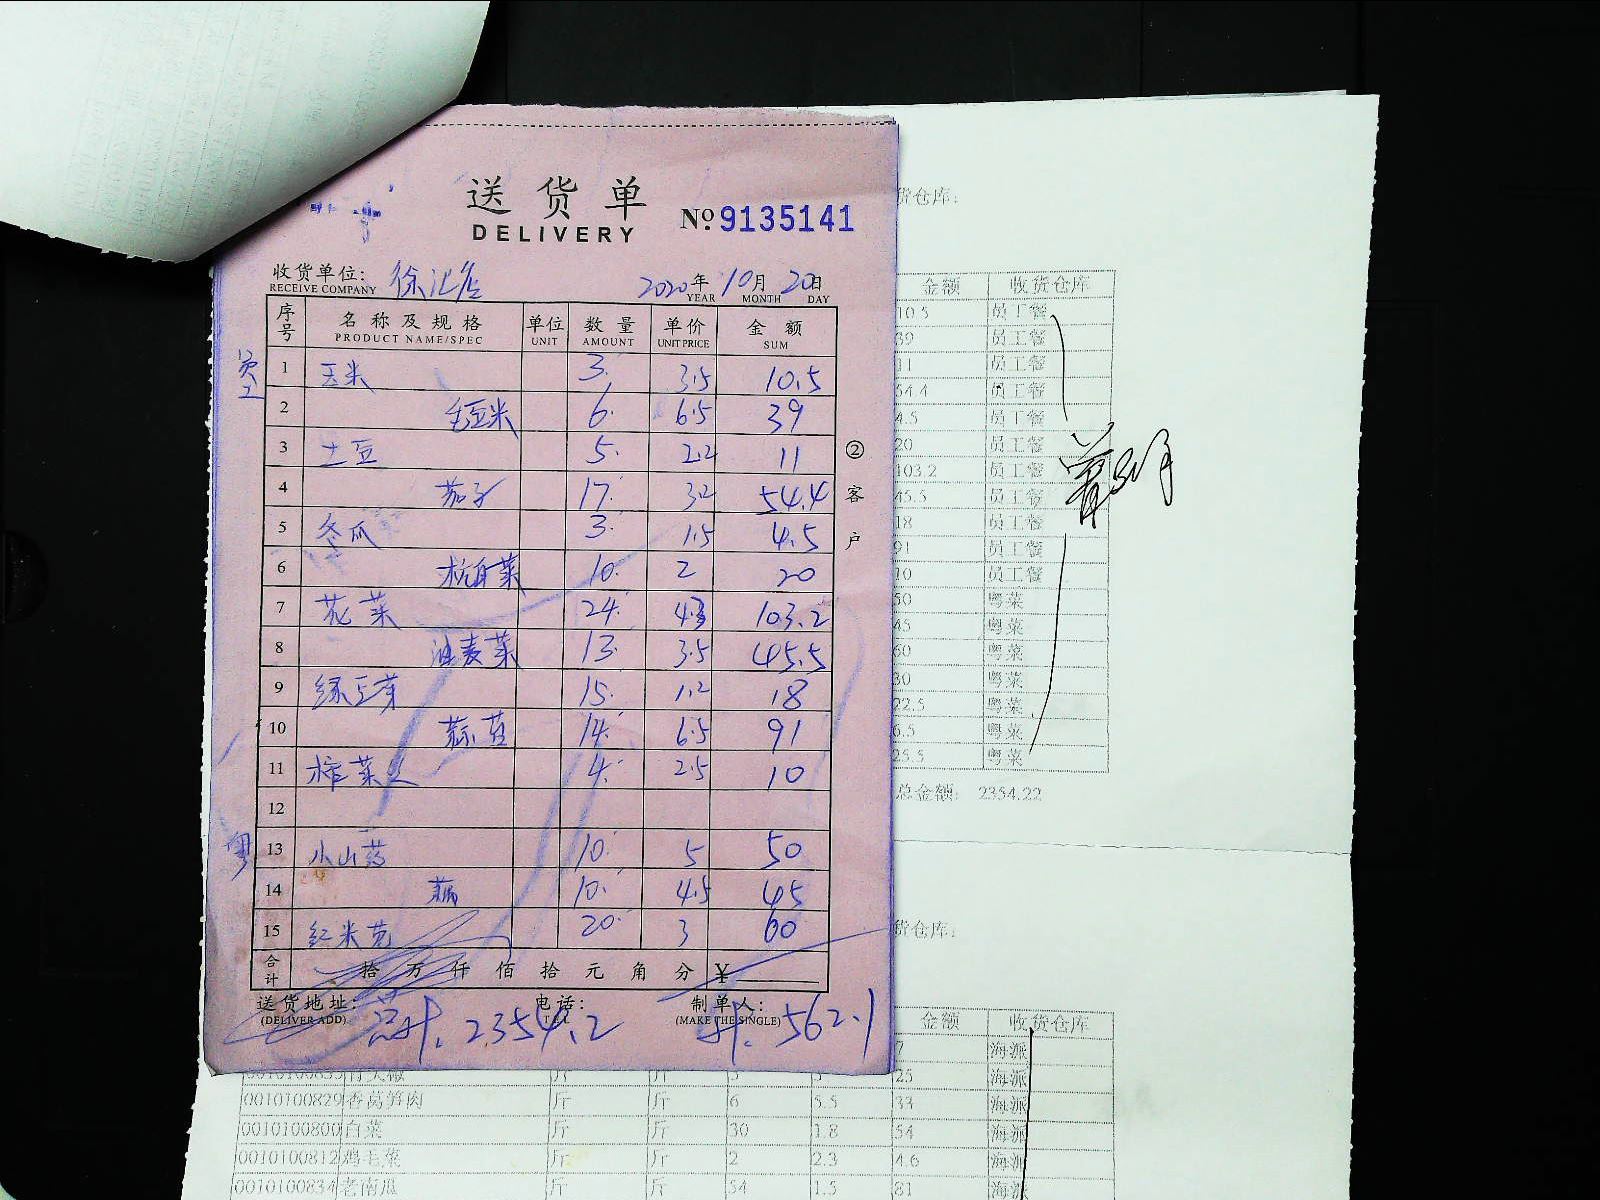 送货单
DELIVERY
№ 9135141
收货单位: 徐汇店 2020年10月20日
RECEIVE COMPANY YEAR MONTH DAY
序号 名称及规格 单位 数量 单价 金额
PRODUCT NAME/SPEC UNIT AMOUNT UNIT PRICE SUM
员工
1 玉米 3. 3.5 10.5
2 毛豆米 6. 6.5 39
3 土豆 5. 2.2 11
4 茄子 17. 3.2 54.4
5 冬瓜 3. 1.5 4.5
6 杭白菜 10. 2 20
7 花菜 24. 4.3 103.2
8 油麦菜 13. 3.5 45.5
9 绿豆芽 15. 1.2 18
10 蒜苗 14. 6.5 91
11 榨菜丝 4. 2.5 10
12
粤
13 小山药 10. 5 50
14 藕 10. 4.5 45
15 红米苋 20. 3 60
合计 拾 万 仟 佰 拾 元 角 分 ¥
送货地址: 电话: 制单人:
(DELIVER ADD) TEL (MAKE THE SINGLE)
总计. 2354.2 计. 562.1
② 客户
货仓库:
金额 收货仓库
10.5 员工餐
39 员工餐
11 员工餐
54.4 员工餐
4.5 员工餐
20 员工餐
103.2 员工餐
45.5 员工餐
18 员工餐
91 员工餐
10 员工餐
50 粤菜
45 粤菜
60 粤菜
30 粤菜
22.5 粤菜
6.5 粤菜
25.5 粤菜
总金额: 2354.22
货仓库:
金额 收货仓库
7 海派
斤 斤 5 5 25 海派
0010100829 香莴笋肉 斤 斤 6 5.5 33 海派
0010100800 白菜 斤 斤 30 1.8 54 海派
0010100812 鸡毛菜 斤 斤 2 2.3 4.6 海派
0010100834 老南瓜 斤 斤 54 1.5 81 海派